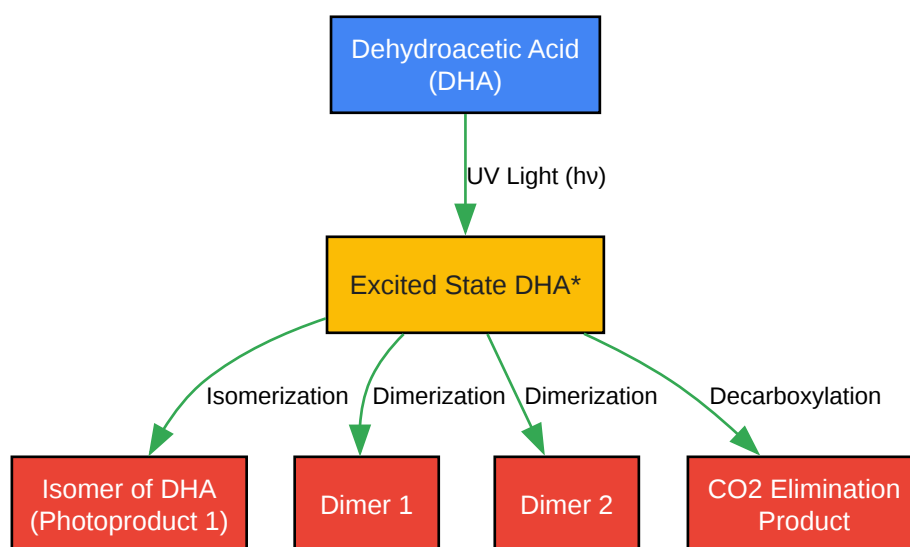 Dehydroacetic Acid
(DHA)
UV Light (hν)
Excited State DHA*
Isomerization
Dimerization
Dimerization
Decarboxylation
Isomer of DHA
(Photoproduct 1)
Dimer 1
Dimer 2
CO2 Elimination
Product